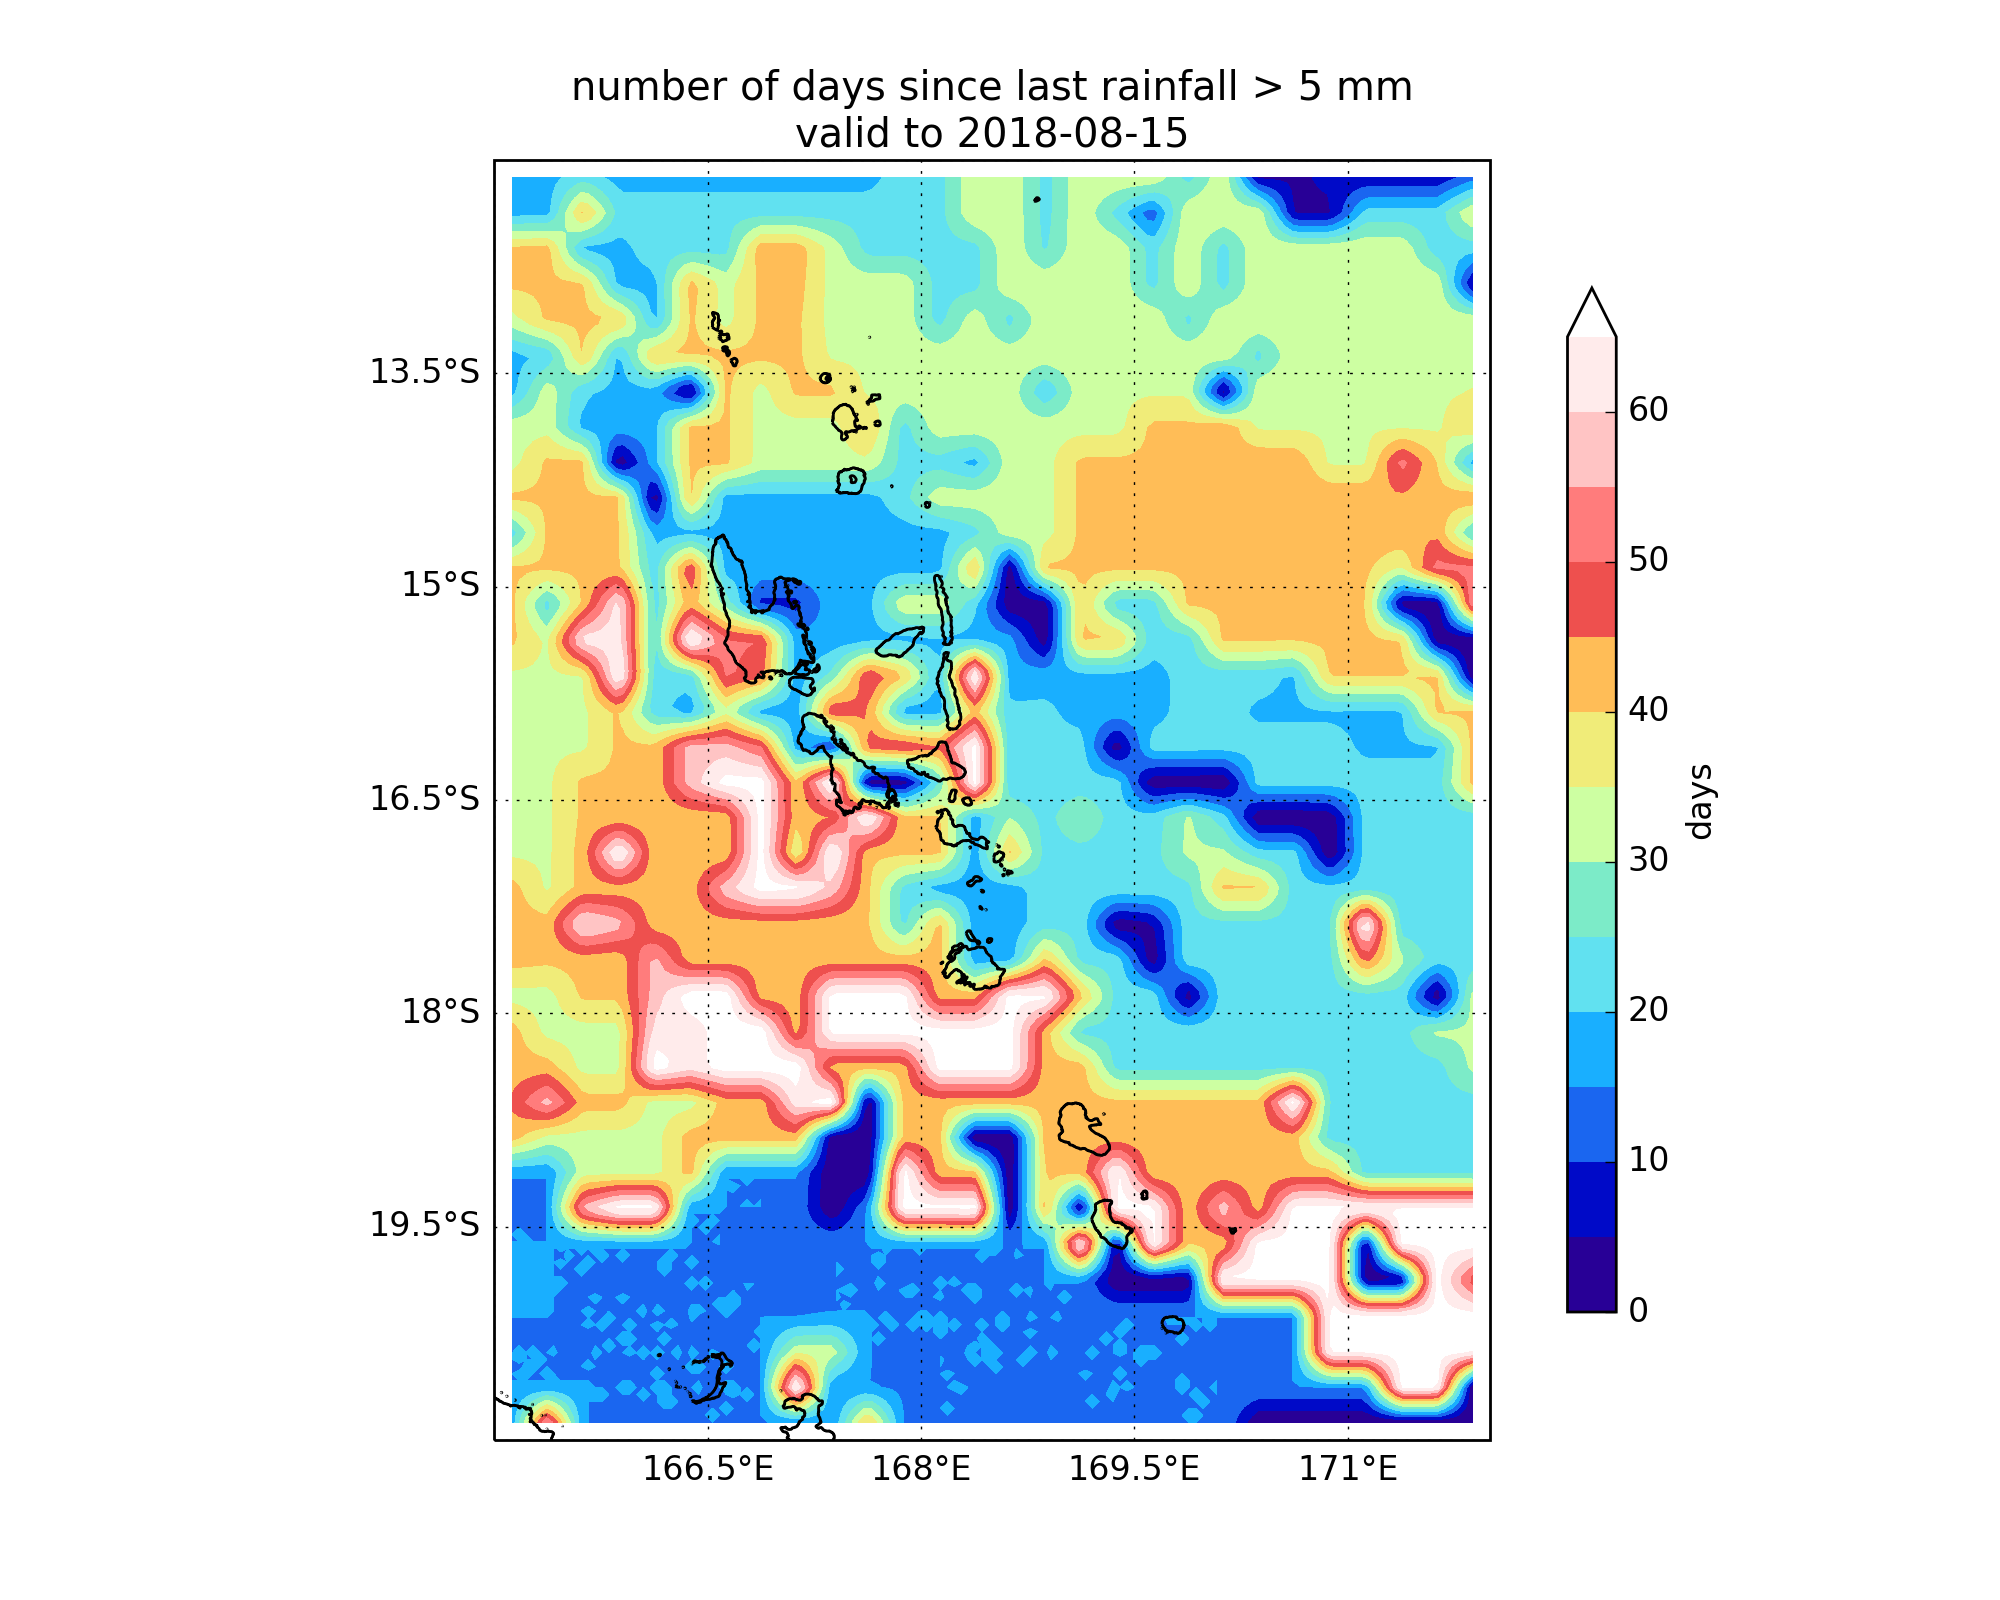 number of days since last rainfall > 5 mm
valid to 2018-08-15
13.5°S
15°S
16.5°S
18°S
19.5°S
166.5°E
168°E
169.5°E
171°E
60
50
40
30
20
10
0
days